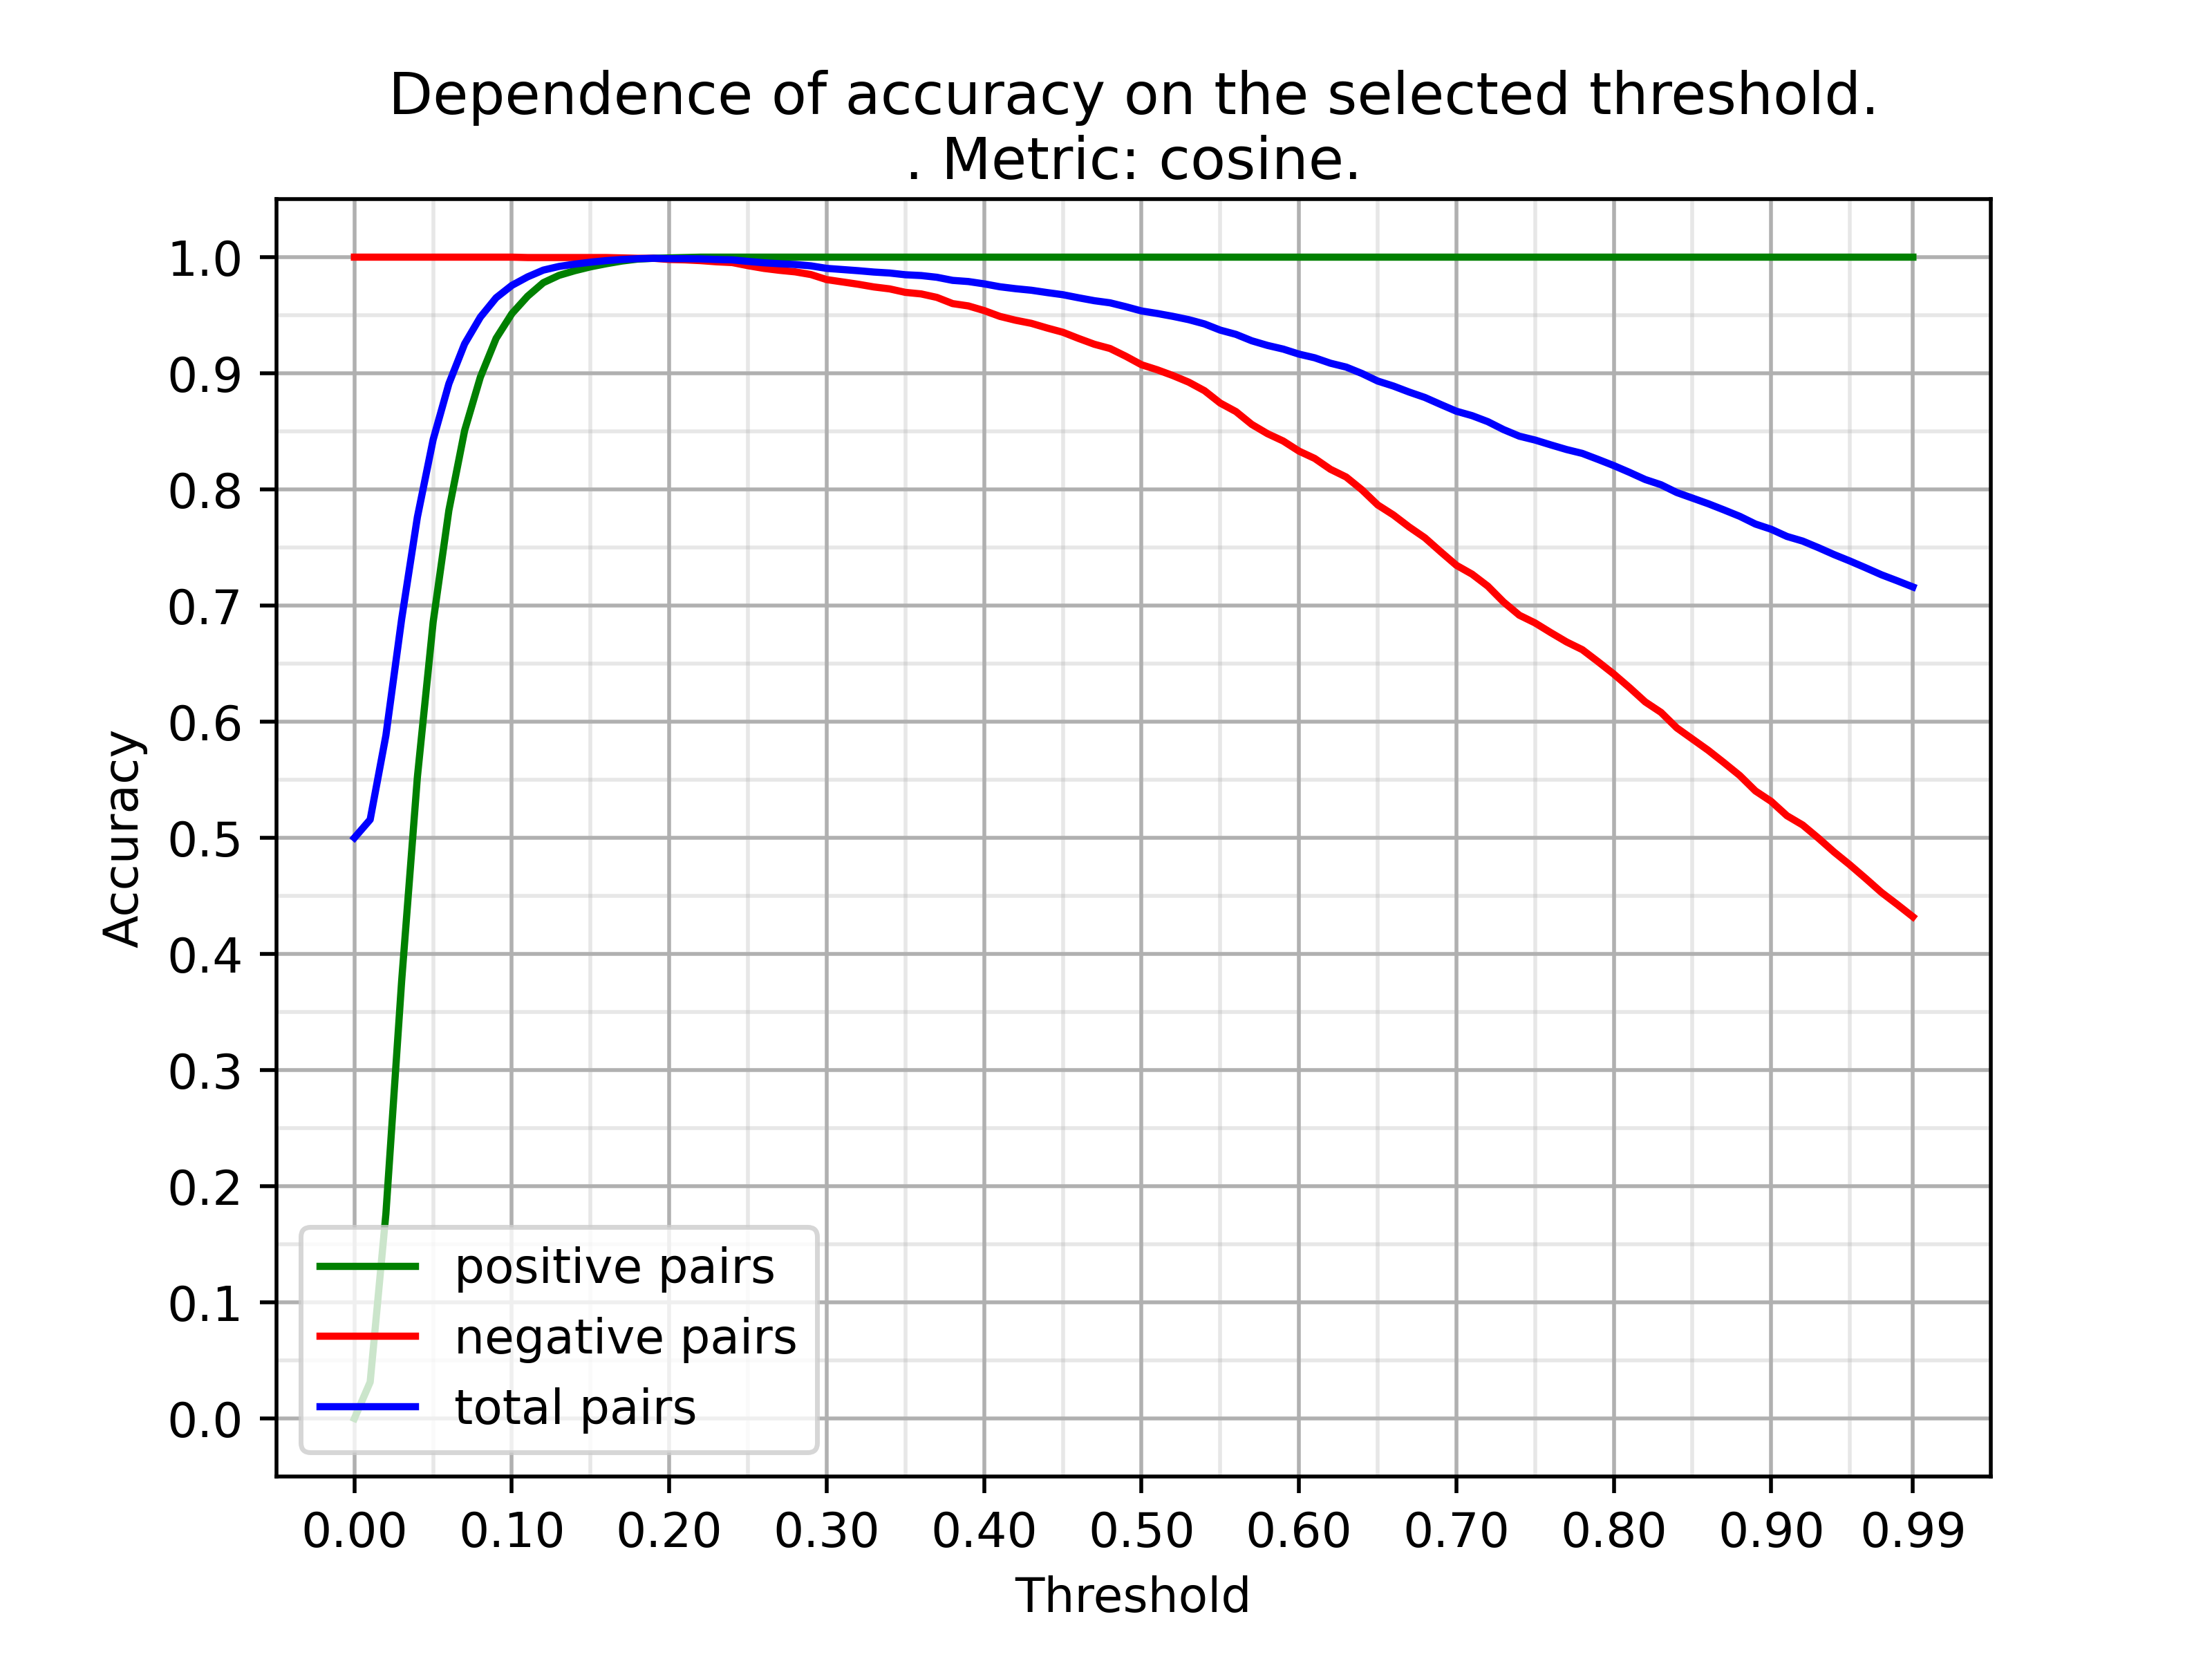 Dependence of accuracy on the selected threshold.
. Metric: cosine.
Accuracy
1.0
0.9
0.8
0.7
0.6
0.5
0.4
0.3
0.2
0.1
0.0
positive pairs
negative pairs
total pairs
0.00 0.10 0.20 0.30 0.40 0.50 0.60 0.70 0.80 0.90 0.99
Threshold